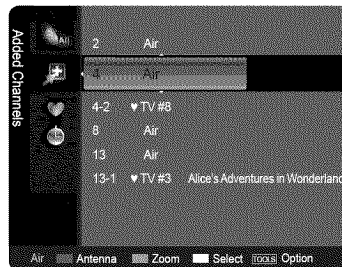 Added Channels
All
2 Air
4 Air
4-2 ♥ TV #8
8 Air
13 Air
13-1 ♥ TV #3 Alice's Adventures in Wonderland
Air Antenna Zoom Select TOOLS Option